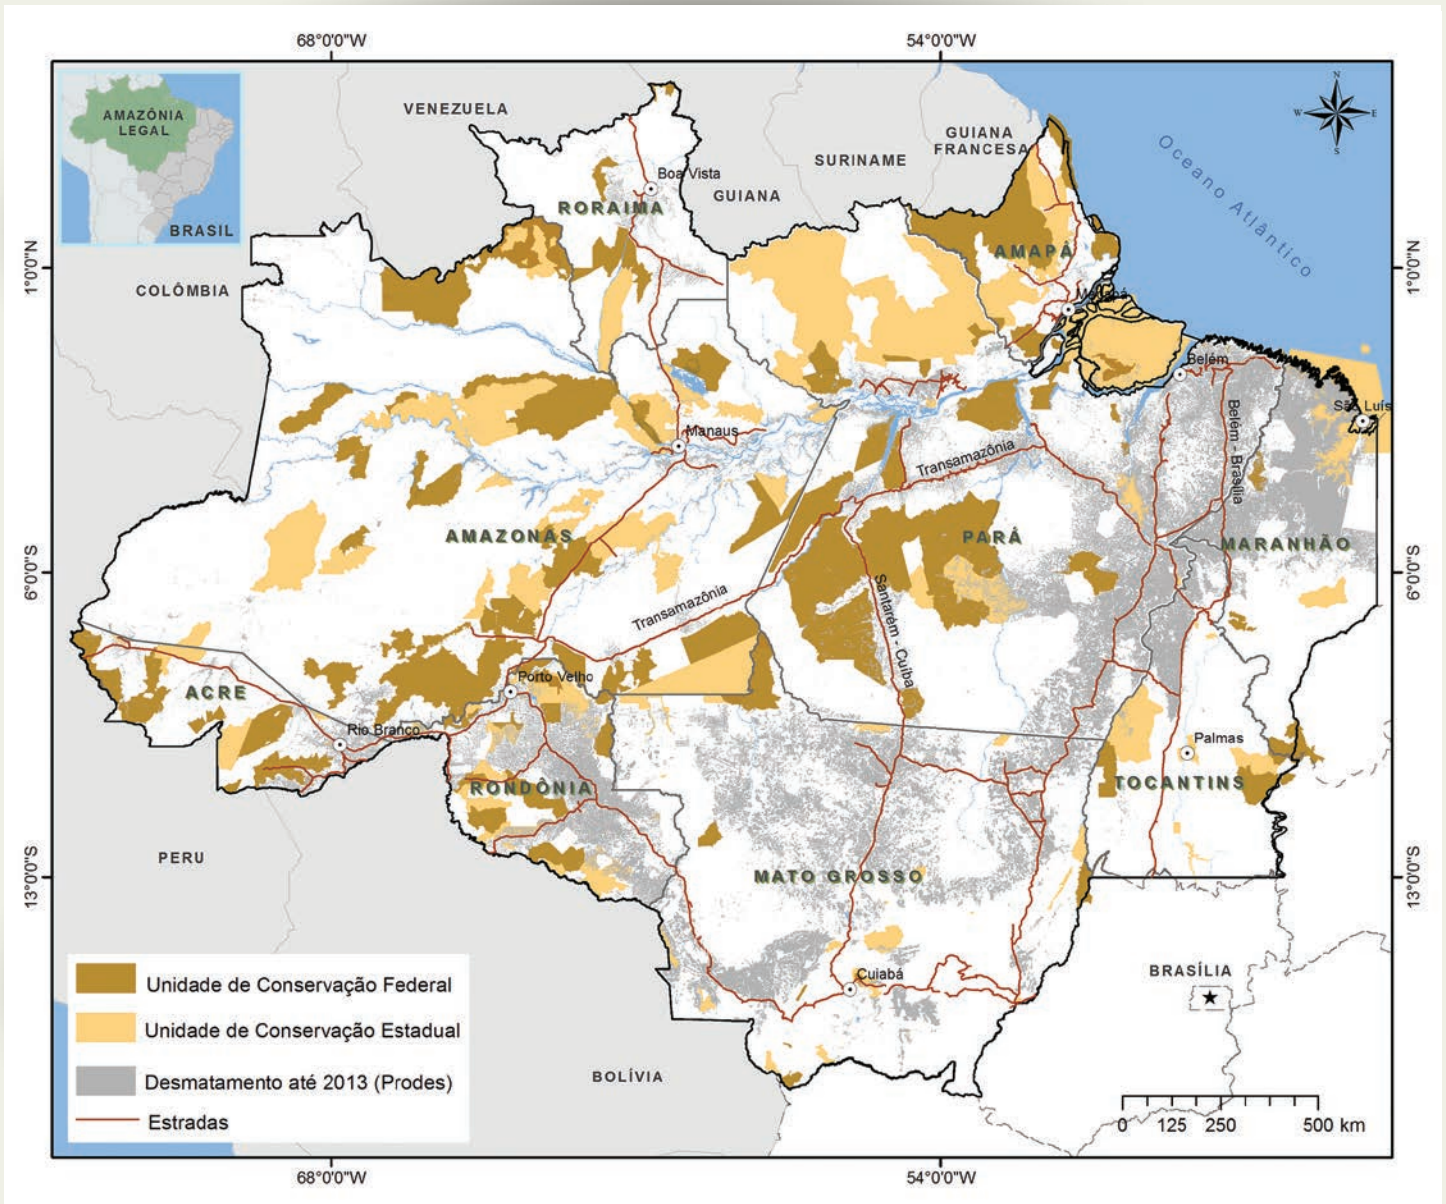 68°0'0"W
54°0'0"W
N
W
E
S
AMAZÔNIA
LEGAL
BRASIL
VENEZUELA
GUIANA
FRANCESA
SURINAME
GUIANA
Oceano Atlântico
Boa Vista
RORAIMA
AMAPÁ
1°0'0"N
1°0'0"N
COLÔMBIA
Macapá
Belém
São Luís
Manaus
Belém - Brasília
Transamazônia
AMAZONAS
PARÁ
MARANHÃO
6°0'0"S
6°0'0"S
Transamazônia
Santarém - Cuiba
Porto Velho
ACRE
Rio Branco
Palmas
RONDÔNIA
TOCANTINS
PERU
MATO GROSSO
13°0'0"S
13°0'0"S
Cuiabá
BRASÍLIA
BOLÍVIA
Unidade de Conservação Federal
Unidade de Conservação Estadual
Desmatamento até 2013 (Prodes)
Estradas
0 125 250 500 km
68°0'0"W
54°0'0"W